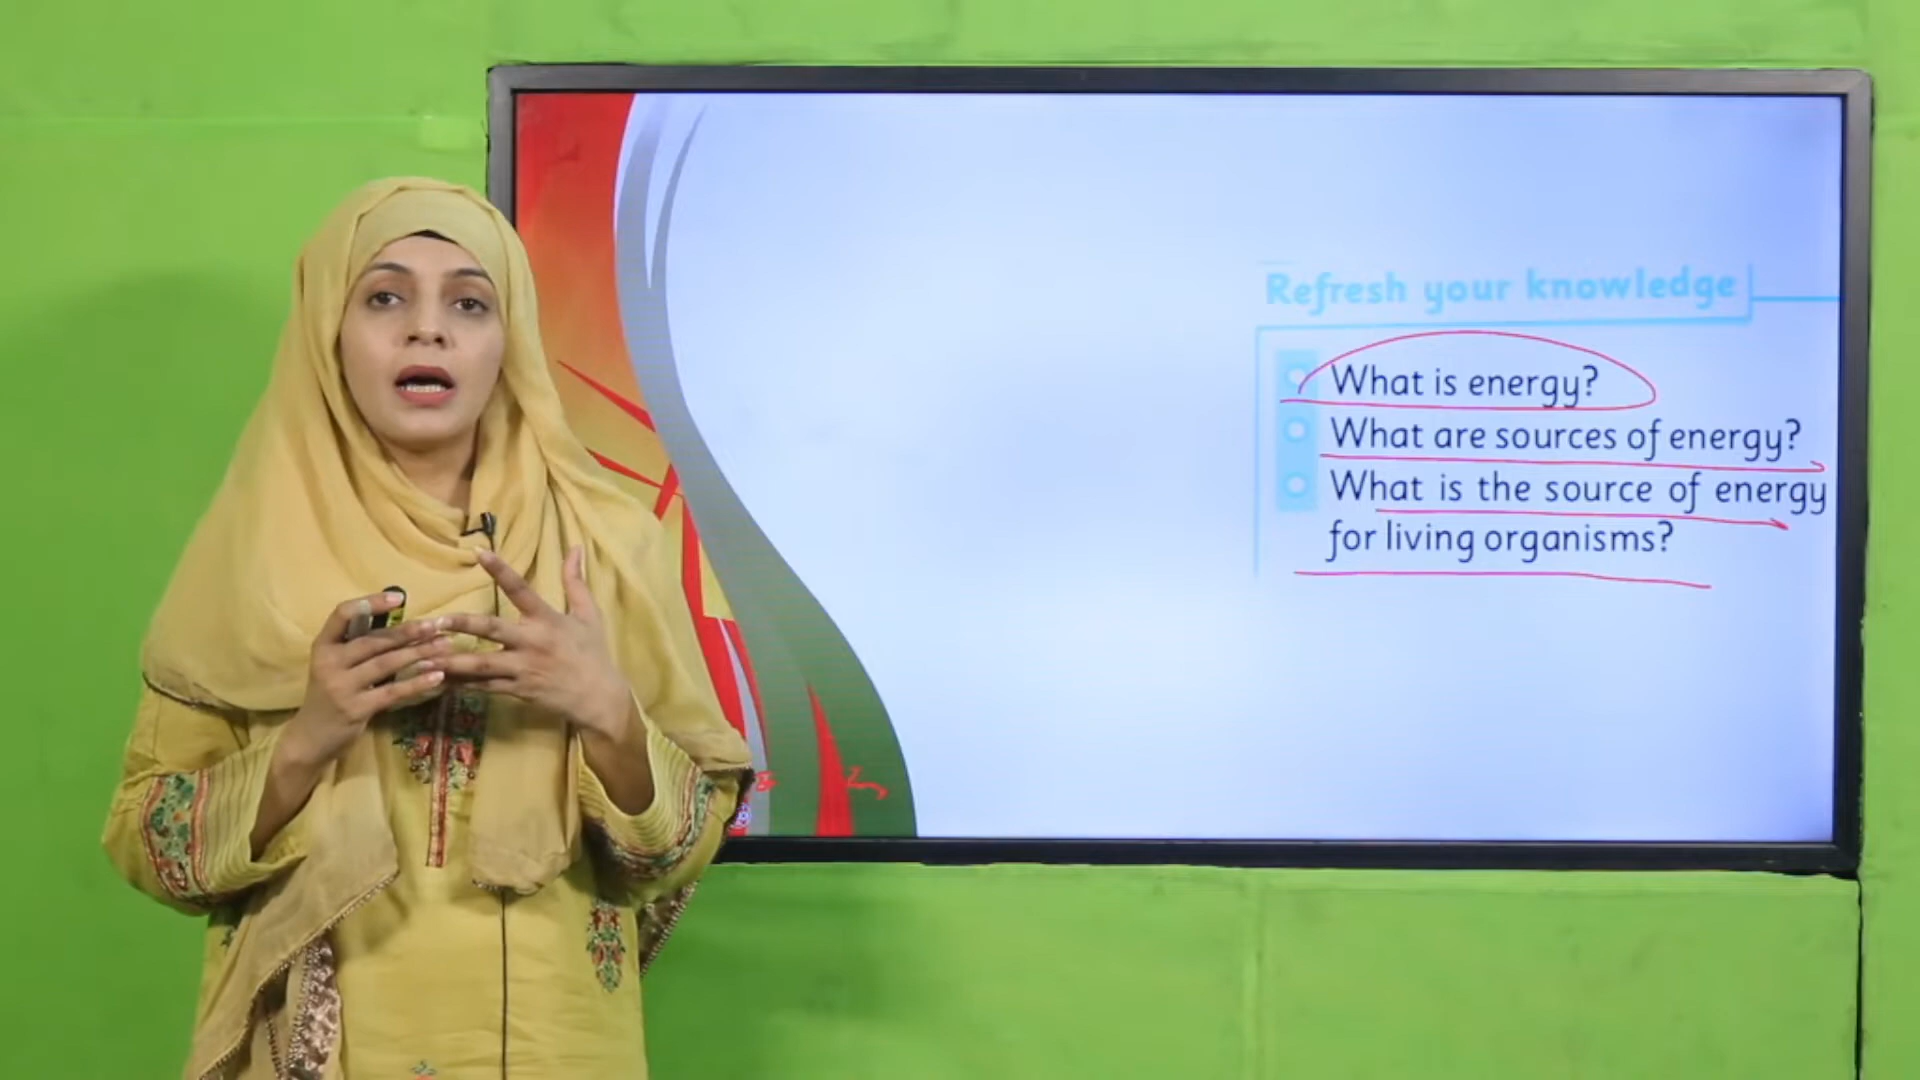 Refresh your knowledge
What is energy?
What are sources of energy?
What is the source of energy
for living organisms?